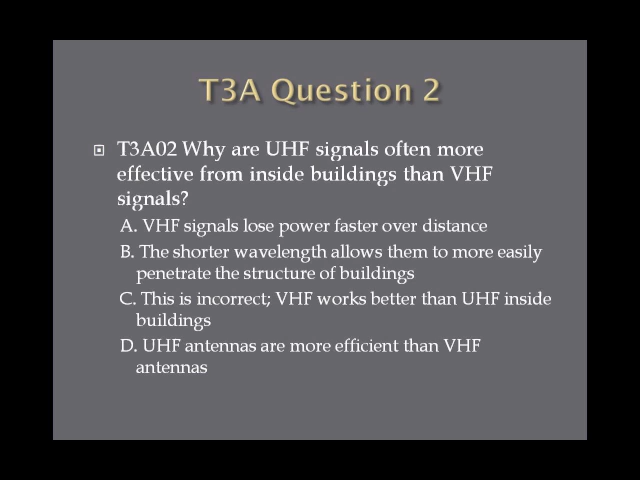 T3A Question 2
T3A02 Why are UHF signals often more
effective from inside buildings than VHF
signals?
A. VHF signals lose power faster over distance
B. The shorter wavelength allows them to more easily
penetrate the structure of buildings
C. This is incorrect; VHF works better than UHF inside
buildings
D. UHF antennas are more efficient than VHF
antennas